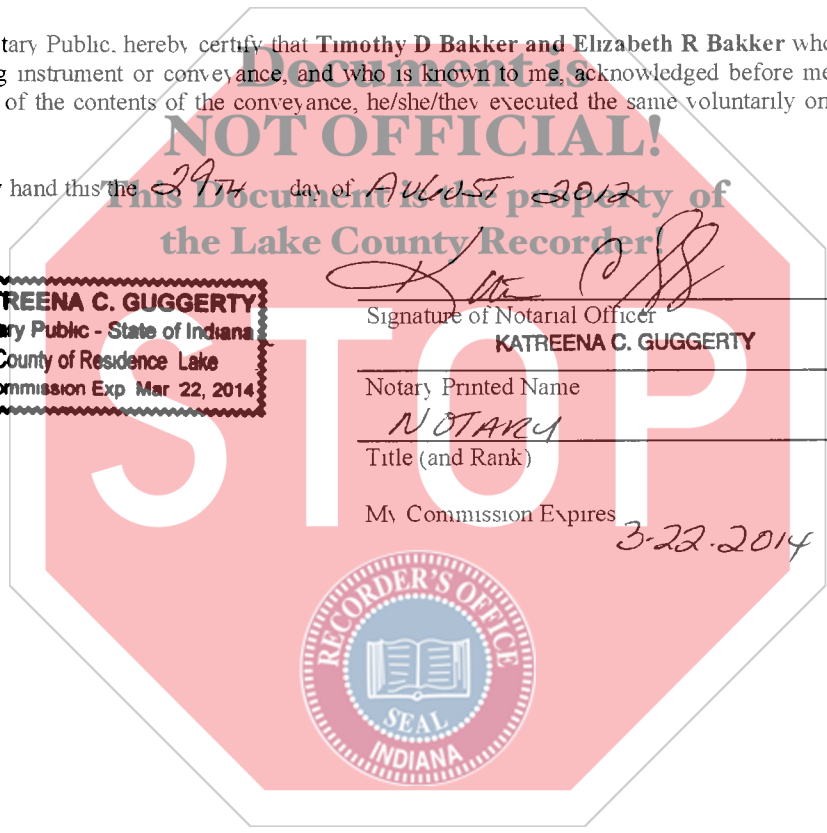 tary Public, hereby certify that Timothy D Bakker and Elizabeth R Bakker who
g instrument or conveyance, and who is known to me, acknowledged before me
of the contents of the conveyance, he/she/they executed the same voluntarily on
Document is
NOT OFFICIAL!
This Document is the property of
the Lake County Recorder!
STOP
hand this the 29TH day of AUGUST 2012
REENA C. GUGGERTY
ry Public - State of Indiana
County of Residence Lake
mmission Exp Mar 22, 2014
Signature of Notarial Officer
KATREENA C. GUGGERTY
Notary Printed Name
NOTARY
Title (and Rank)
My Commission Expires
3-22-2014
RECORDER'S OFFICE
SEAL
INDIANA